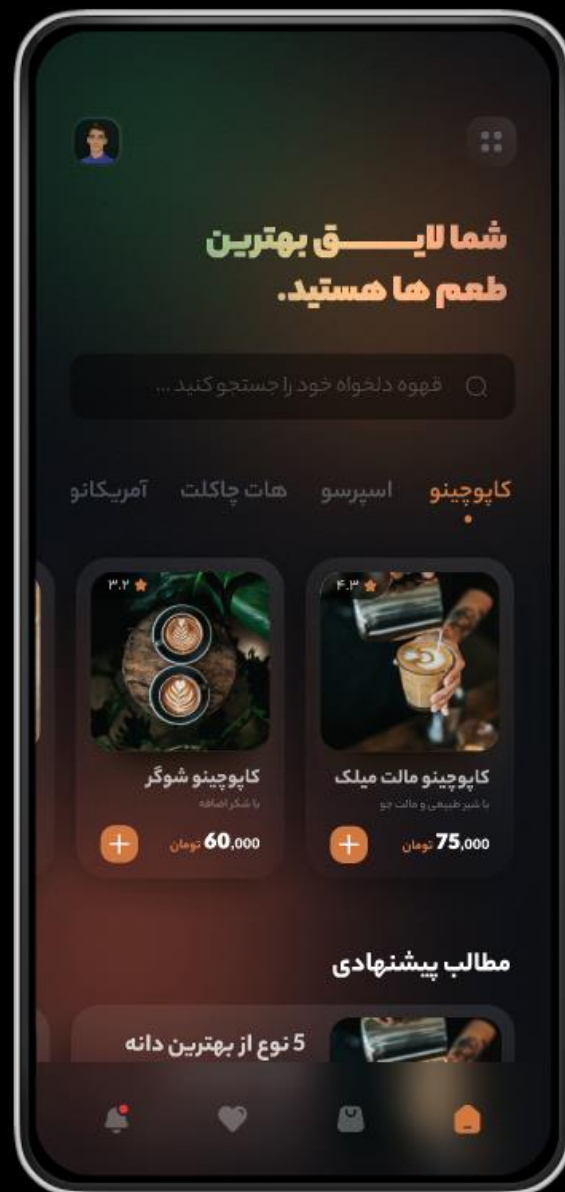 شما لایـــــق بهترین
طعم ها هستید.
قهوه دلخواه خود را جستجو کنید ...
کاپوچینو
اسپرسو
هات چاکلت
آمریکانو
۴.۳
کاپوچینو مالت میلک
با شیر طبیعی و مالت جو
75,000 تومان
۳.۲
کاپوچینو شوگر
با شکر اضافه
60,000 تومان
مطالب پیشنهادی
5 نوع از بهترین دانه